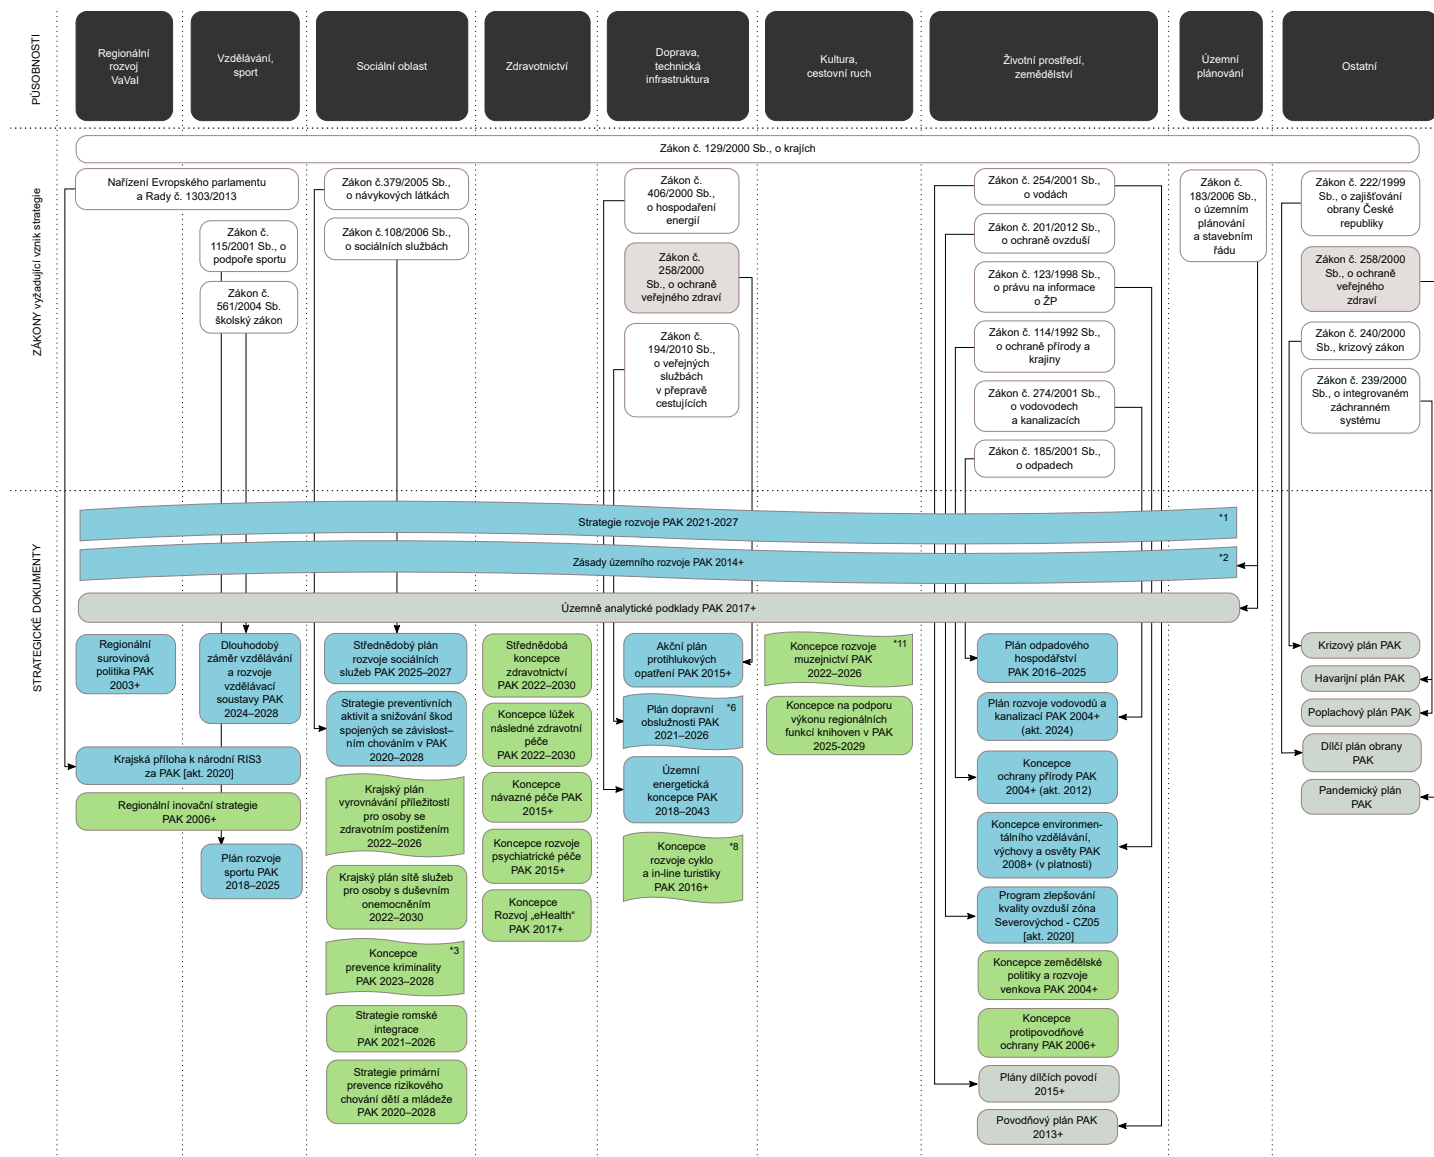 PŮSOBNOSTI
Regionální
rozvoj
VaVaI
Vzdělávání,
sport
Sociální oblast
Zdravotnictví
Doprava,
technická
infrastruktura
Kultura,
cestovní ruch
Životní prostředí,
zemědělství
Územní
plánování
Ostatní
ZÁKONY vyžadující vznik strategie
Zákon č. 129/2000 Sb., o krajích
Nařízení Evropského parlamentu
a Rady č. 1303/2013
Zákon č.
115/2001 Sb., o
podpoře sportu
Zákon č.
561/2004 Sb.
školský zákon
Zákon č.379/2005 Sb.,
o návykových látkách
Zákon č.108/2006 Sb.,
o sociálních službách
Zákon č.
406/2000 Sb.,
o hospodaření
energií
Zákon č.
258/2000
Sb., o ochraně
veřejného zdraví
Zákon č.
194/2010 Sb.,
o veřejných
službách
v přepravě
cestujících
Zákon č. 254/2001 Sb.,
o vodách
Zákon č. 201/2012 Sb.,
o ochraně ovzduší
Zákon č. 123/1998 Sb.,
o právu na informace
o ŽP
Zákon č. 114/1992 Sb.,
o ochraně přírody a
krajiny
Zákon č. 274/2001 Sb.,
o vodovodech
a kanalizacích
Zákon č. 185/2001 Sb.,
o odpadech
Zákon č.
183/2006 Sb.,
o územním
plánování
a stavebním
řádu
Zákon č. 222/1999
Sb., o zajišťování
obrany České
republiky
Zákon č. 258/2000
Sb., o ochraně
veřejného
zdraví
Zákon č. 240/2000
Sb., krizový zákon
Zákon č. 239/2000
Sb., o integrovaném
záchranném
systému
STRATEGICKÉ DOKUMENTY
Strategie rozvoje PAK 2021-2027
*1
Zásady územního rozvoje PAK 2014+
*2
Územně analytické podklady PAK 2017+
Regionální
surovinová
politika PAK
2003+
Dlouhodobý
záměr vzdělávání
a rozvoje
vzdělávací
soustavy PAK
2024–2028
Krajská příloha k národní RIS3
za PAK [akt. 2020]
Regionální inovační strategie
PAK 2006+
Plán rozvoje
sportu PAK
2018–2025
Střednědobý plán
rozvoje sociálních
služeb PAK 2025–2027
Strategie preventivních
aktivit a snižování škod
spojených se závislost–
ním chováním v PAK
2020–2028
Krajský plán
vyrovnávání příležitostí
pro osoby se
zdravotním postižením
2022–2026
Krajský plán sítě služeb
pro osoby s duševním
onemocněním
2022–2030
*3
Koncepce
prevence kriminality
PAK 2023–2028
Strategie romské
integrace
PAK 2021–2026
Strategie primární
prevence rizikového
chování dětí a mládeže
PAK 2020–2028
Střednědobá
koncepce
zdravotnictví
PAK 2022–2030
Koncepce lůžek
následné zdravotní
péče
PAK 2022–2030
Koncepce
návazné péče PAK
2015+
Koncepce rozvoje
psychiatrické péče
PAK 2015+
Koncepce
Rozvoj „eHealth“
PAK 2017+
Akční plán
protihlukových
opatření PAK 2015+
Plán dopravní
*6
obslužnosti PAK
2021–2026
Územní
energetická
koncepce PAK
2018–2043
Koncepce
*8
rozvoje cyklo
a in-line turistiky
PAK 2016+
Koncepce rozvoje
*11
muzejnictví PAK
2022–2026
Koncepce na podporu
výkonu regionálních
funkcí knihoven v PAK
2025-2029
Plán odpadového
hospodářství
PAK 2016–2025
Plán rozvoje vodovodů a
kanalizací PAK 2004+
(akt. 2024)
Koncepce
ochrany přírody PAK
2004+ (akt. 2012)
Koncepce environmen-
tálního vzdělávání,
výchovy a osvěty PAK
2008+ (v platnosti)
Program zlepšování
kvality ovzduší zóna
Severovýchod - CZ05
[akt. 2020]
Koncepce zemědělské
politiky a rozvoje
venkova PAK 2004+
Koncepce
protipovodňové
ochrany PAK 2006+
Plány dílčích povodí
2015+
Povodňový plán PAK
2013+
Krizový plán PAK
Havarijní plán PAK
Poplachový plán PAK
Dílčí plán obrany
PAK
Pandemický plán
PAK